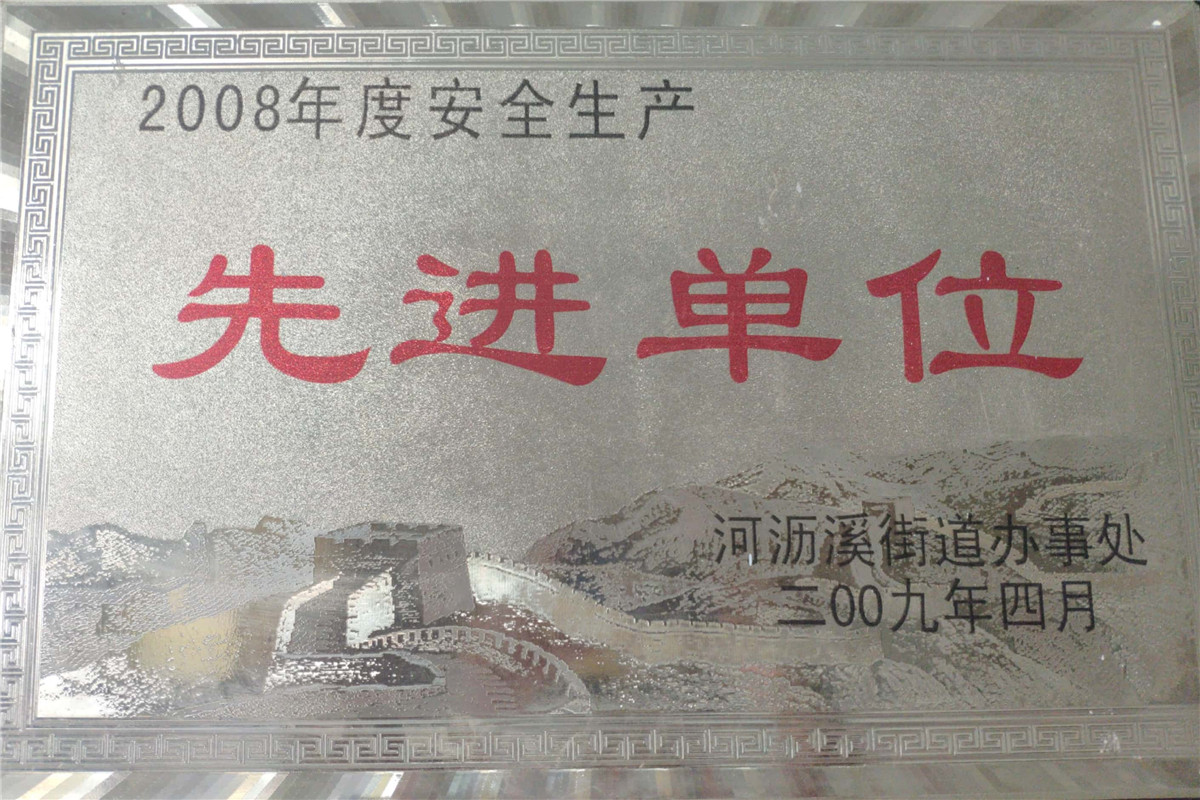 2008年度安全生产
先进单位
河沥溪街道办事处
二00九年四月